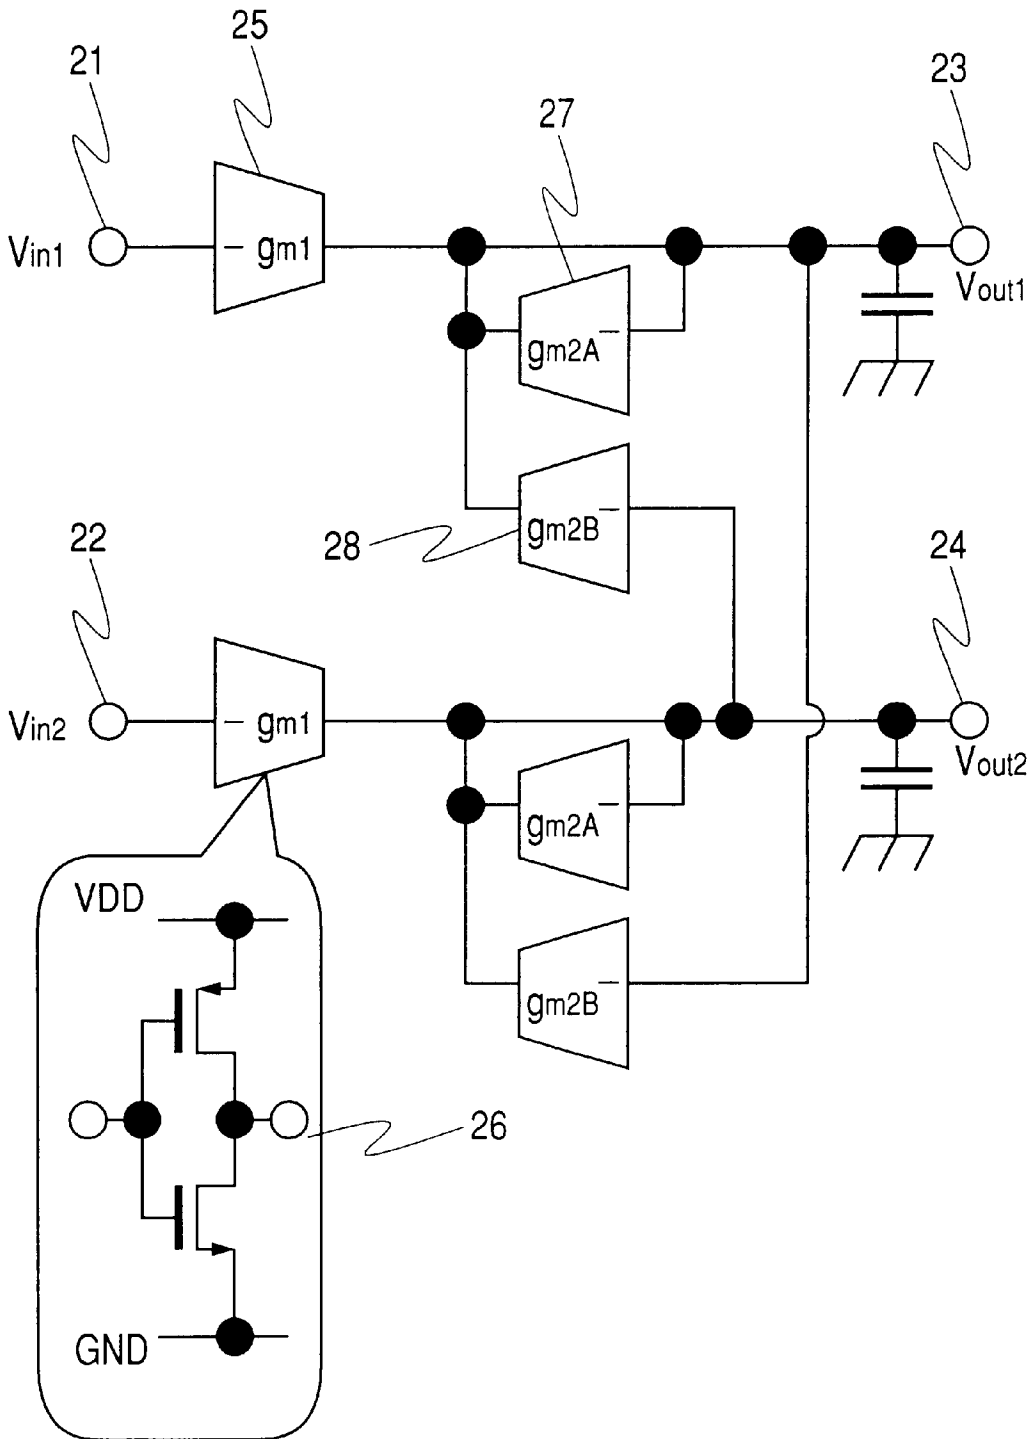 25
21
23
27
Vin1
− gm1
Vout1
gm2A −
gm2B −
28
22
24
Vin2
− gm1
Vout2
gm2A −
VDD
gm2B −
26
GND